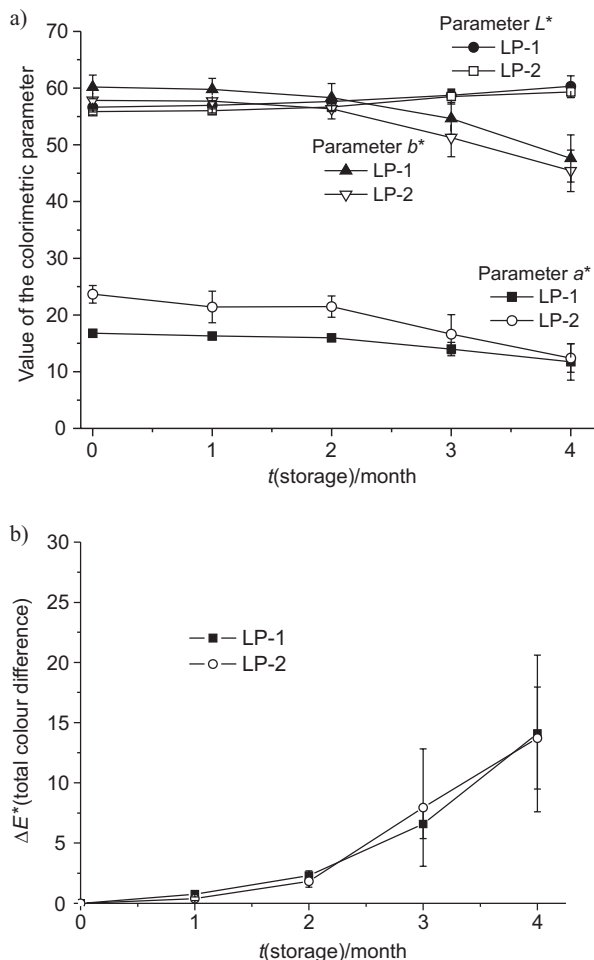 a)
Value of the colorimetric parameter
70
60
50
40
30
20
10
0
Parameter L*
LP-1
LP-2
Parameter b*
LP-1
LP-2
Parameter a*
LP-1
LP-2
0 1 2 3 4
t(storage)/month
b)
ΔE*(total colour difference)
30
25
20
15
10
5
0
LP-1
LP-2
0 1 2 3 4
t(storage)/month